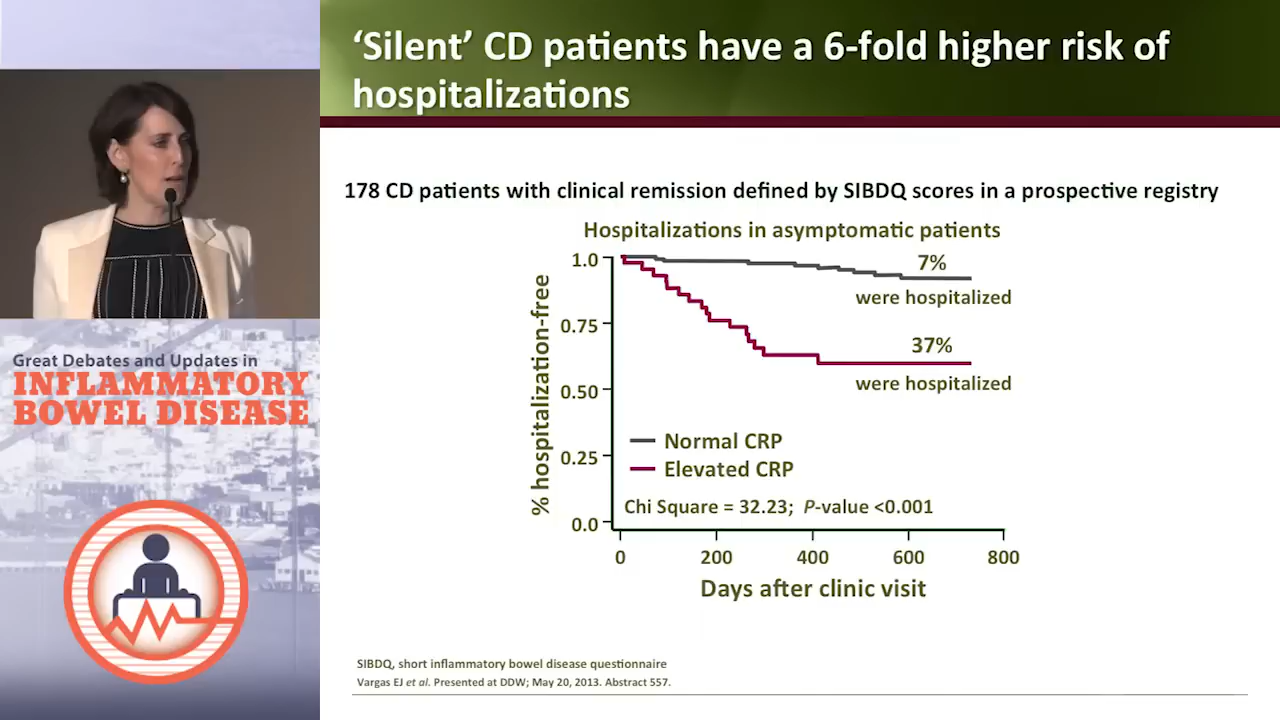 ‘Silent’ CD patients have a 6-fold higher risk of
hospitalizations
178 CD patients with clinical remission defined by SIBDQ scores in a prospective registry
Hospitalizations in asymptomatic patients
% hospitalization-free
1.0
0.75
0.50
0.25
0.0
7%
were hospitalized
37%
were hospitalized
Normal CRP
Elevated CRP
Chi Square = 32.23; P-value <0.001
0 200 400 600 800
Days after clinic visit
SIBDQ, short inflammatory bowel disease questionnaire
Vargas EJ et al. Presented at DDW; May 20, 2013. Abstract 557.
Great Debates and Updates in
INFLAMMATORY
BOWEL DISEASE